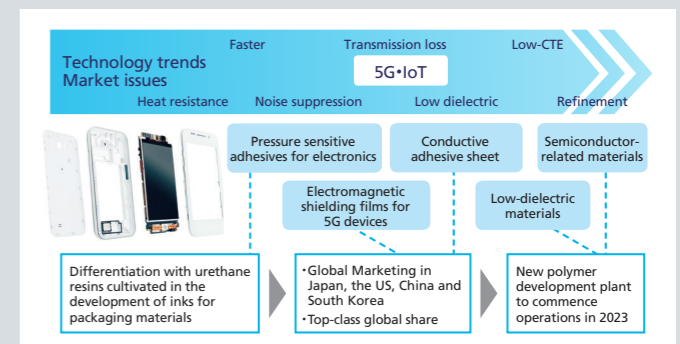 Faster
Transmission loss
Low-CTE
Technology trends
Market issues
5G•IoT
Heat resistance
Noise suppression
Low dielectric
Refinement
Pressure sensitive
adhesives for electronics
Conductive
adhesive sheet
Semiconductor-
related materials
Electromagnetic
shielding films for
5G devices
Low-dielectric
materials
Differentiation with urethane
resins cultivated in the
development of inks for
packaging materials
・Global Marketing in
Japan, the US, China and
South Korea
・Top-class global share
New polymer
development plant
to commence
operations in 2023